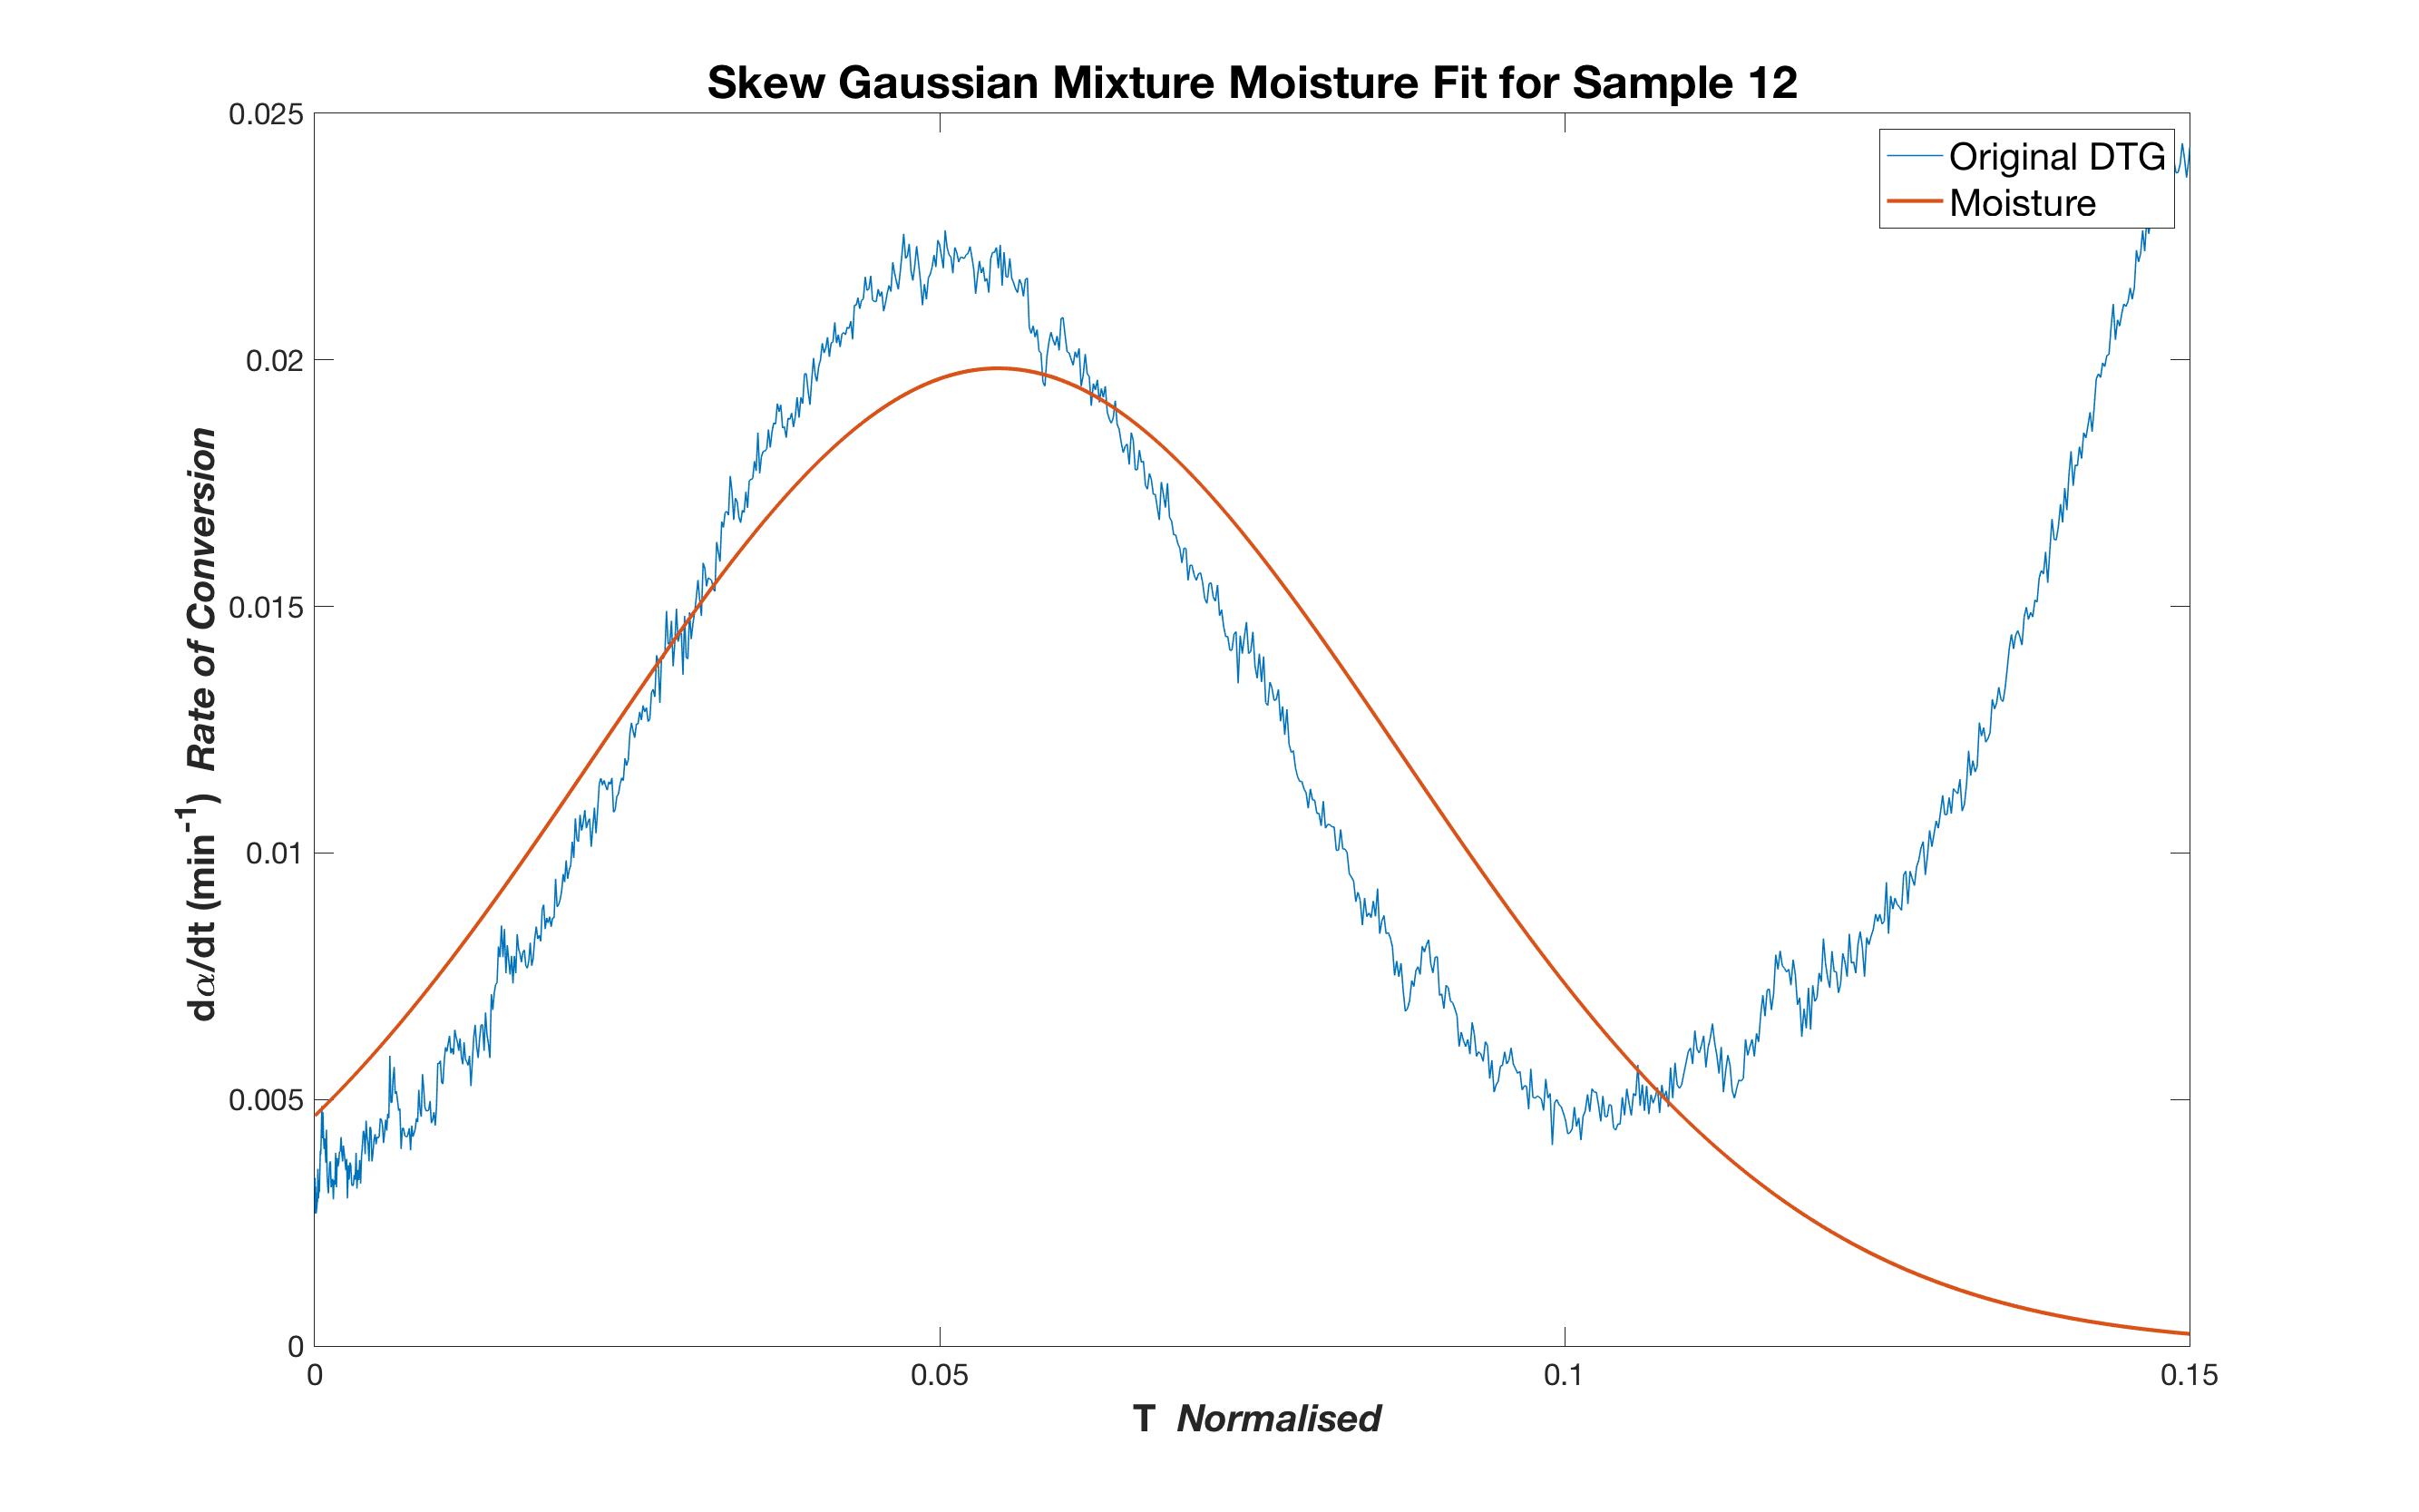 Skew Gaussian Mixture Moisture Fit for Sample 12
Original DTG
Moisture
dα/dt (min⁻¹) Rate of Conversion
0.025
0.02
0.015
0.01
0.005
0
0
0.05
0.1
0.15
T Normalised